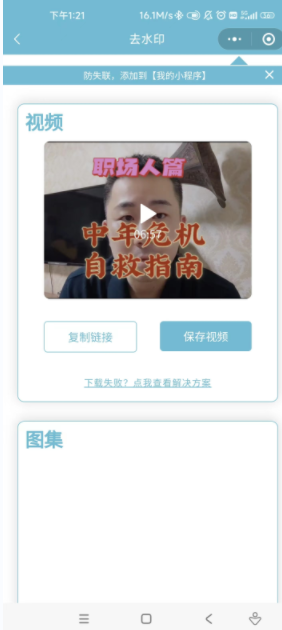 下午1:21
16.1M/s
去水印
防失联，添加到【我的小程序】
视频
职场人篇
06:57
中年危机
自救指南
复制链接
保存视频
下载失败？点我查看解决方案
图集